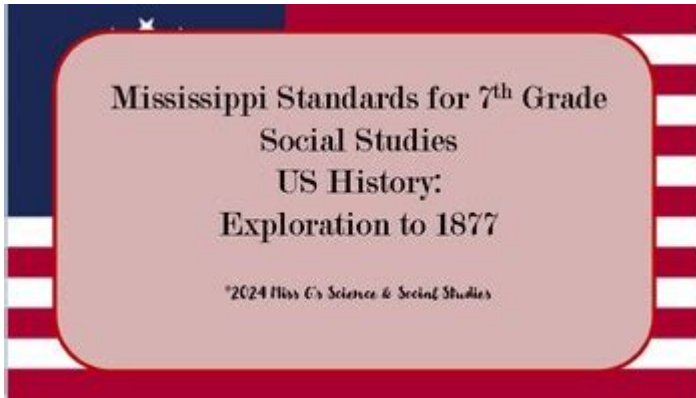 Mississippi Standards for 7th Grade
Social Studies
US History:
Exploration to 1877
©2024 Miss G's Science & Social Studies